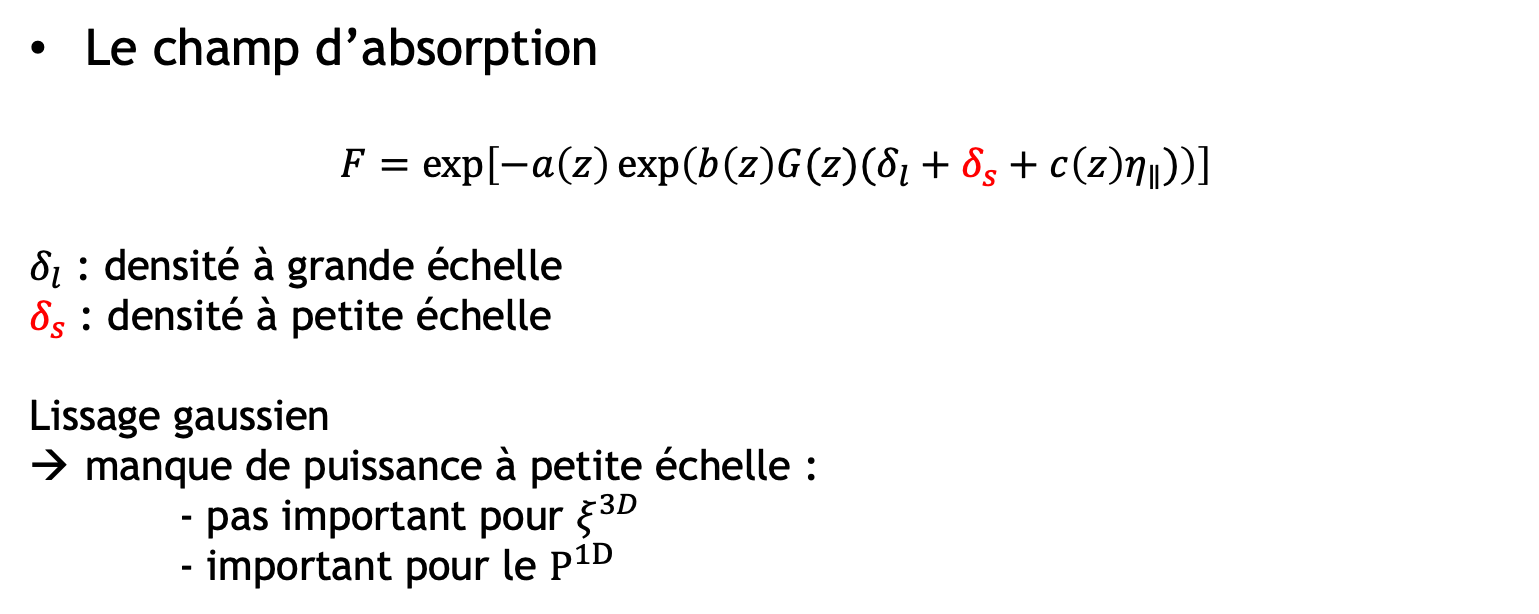 • Le champ d’absorption
F = exp[−a(z) exp(b(z)G(z)(δ_l + δ_s + c(z)η_∥))]
δ_l : densité à grande échelle
δ_s : densité à petite échelle
Lissage gaussien
→ manque de puissance à petite échelle :
- pas important pour ξ^{3D}
- important pour le P^{1D}